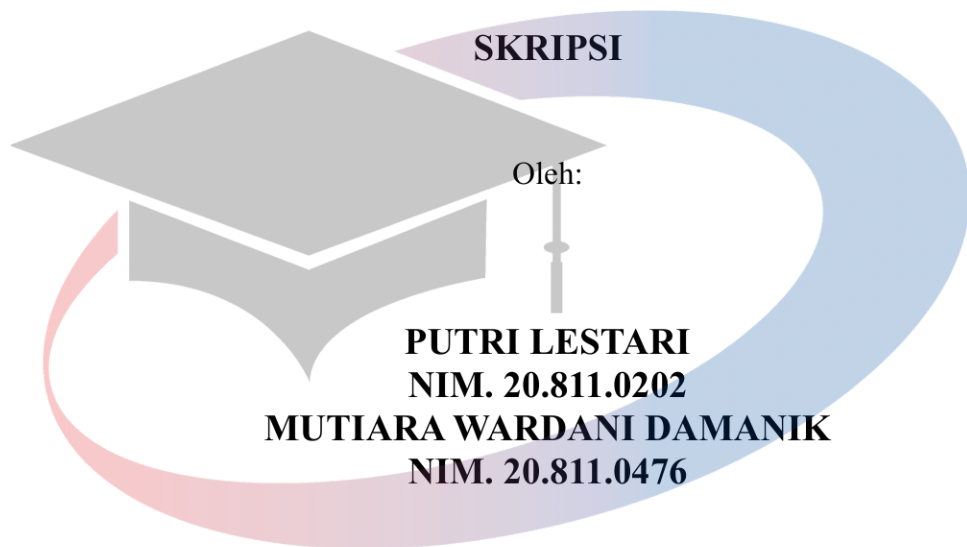 SKRIPSI
Oleh:
PUTRI LESTARI
NIM. 20.811.0202
MUTIARA WARDANI DAMANIK
NIM. 20.811.0476